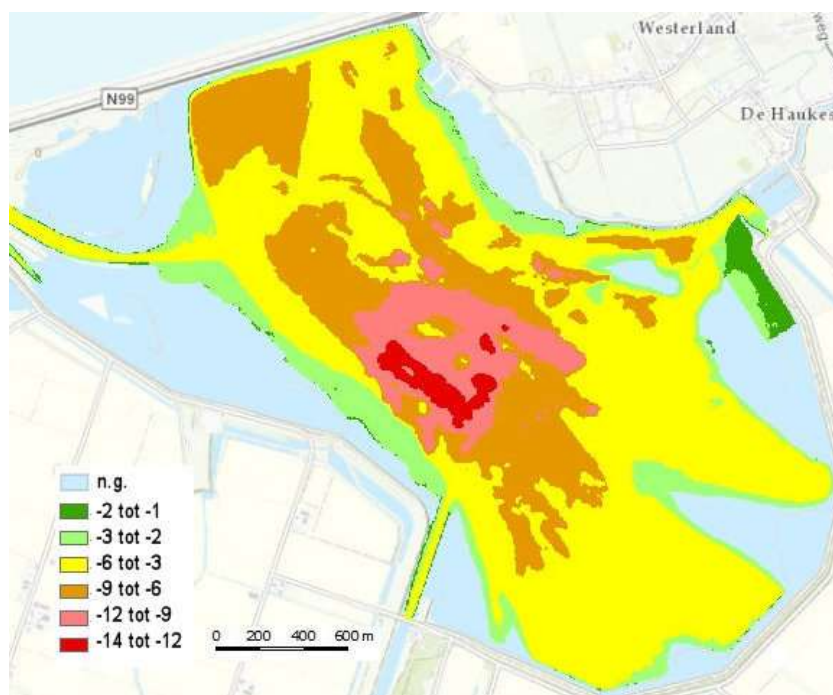 Westerland
weg
N99
De Haukes
n.g.
-2 tot -1
-3 tot -2
-6 tot -3
-9 tot -6
-12 tot -9
-14 tot -12
0 200 400 600 m